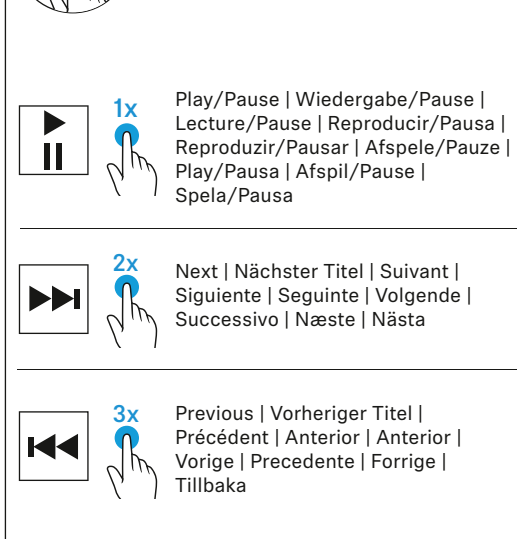 1x
Play/Pause | Wiedergabe/Pause |
Lecture/Pause | Reproducir/Pausa |
Reproduzir/Pausar | Afspele/Pauze |
Play/Pausa | Afspil/Pause |
Spela/Pausa
2x
Next | Nächster Titel | Suivant |
Siguiente | Seguinte | Volgende |
Successivo | Næste | Nästa
3x
Previous | Vorheriger Titel |
Précédent | Anterior | Anterior |
Vorige | Precedente | Forrige |
Tillbaka